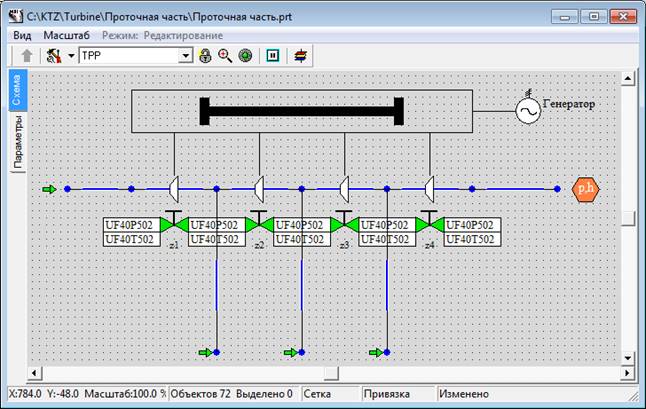 C:\KTZ\Turbine\Проточная часть\Проточная часть.prt
Вид Масштаб Режим: Редактирование
TPP
Схема
Параметры
Генератор
p,h
UF40P502 UF40P502 UF40P502 UF40P502 UF40P502
UF40T502 UF40T502 UF40T502 UF40T502 UF40T502
z1 z2 z3 z4
X:784.0 Y:-48.0 Масштаб:100.0 % Объектов 72 Выделено 0 Сетка Привязка Изменено